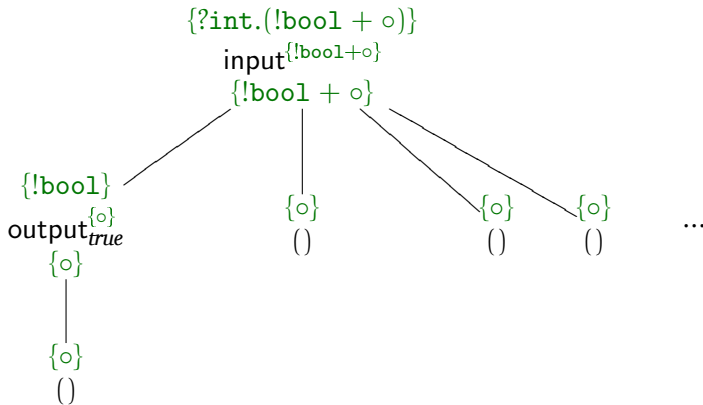 {?int.(!bool + ∘)}
input^{{!bool+∘}}
{!bool + ∘}
{!bool}
output^{{∘}}_{true}
{∘}
{∘}
()
{∘}
()
{∘}
()
{∘}
()
...